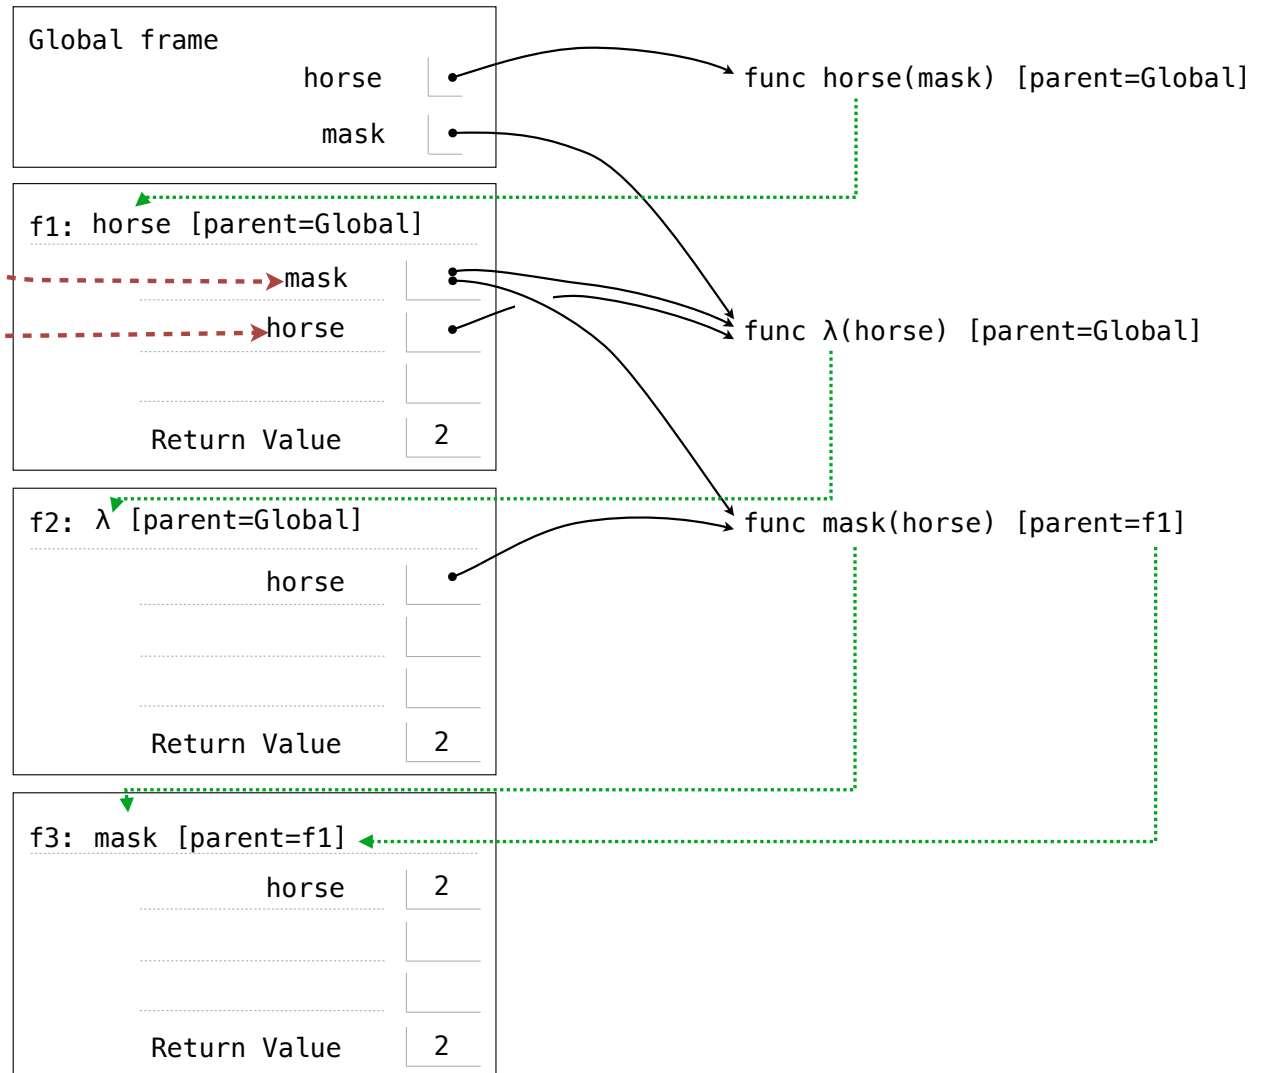 Global frame
horse
func horse(mask) [parent=Global]
mask
f1: horse [parent=Global]
mask
horse
func λ(horse) [parent=Global]
Return Value 2
f2: λ [parent=Global]
func mask(horse) [parent=f1]
horse
Return Value 2
f3: mask [parent=f1]
horse 2
Return Value 2